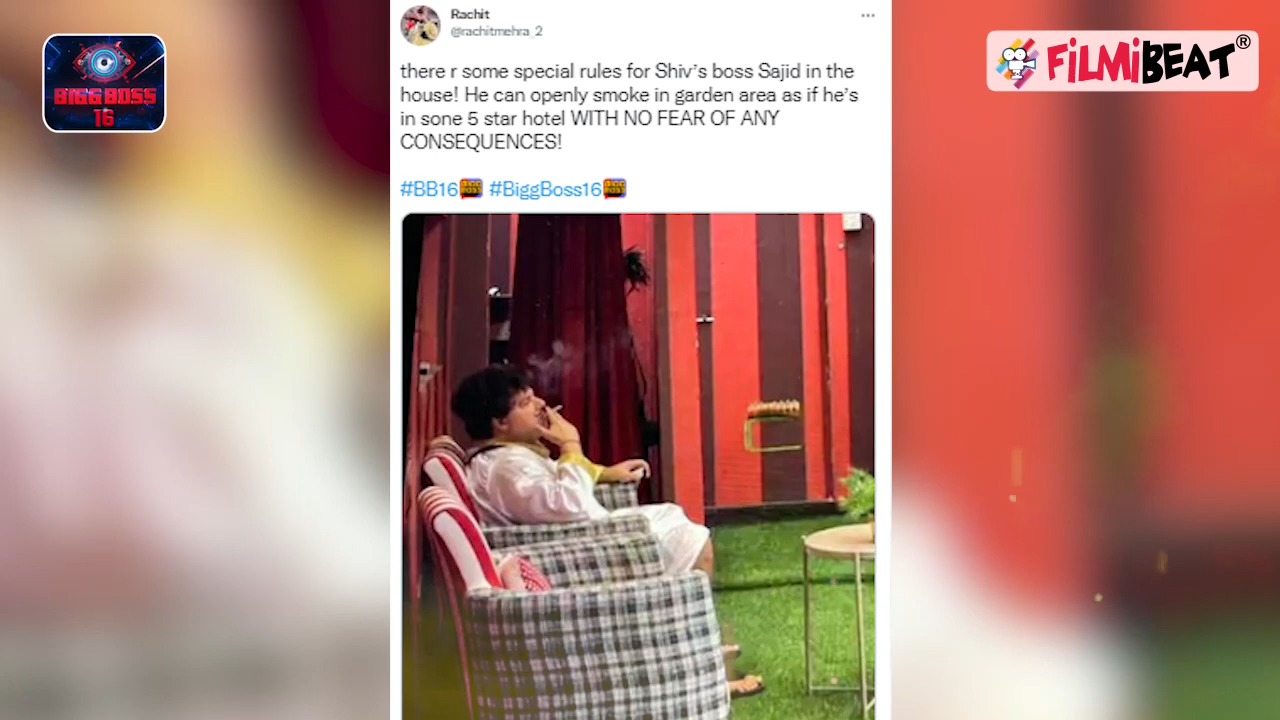 BIGG BOSS
16
FiLMiBEAT®
Rachit
@rachitmehra_2
there r some special rules for Shiv's boss Sajid in the
house! He can openly smoke in garden area as if he's
in sone 5 star hotel WITH NO FEAR OF ANY
CONSEQUENCES!
#BB16 #BiggBoss16